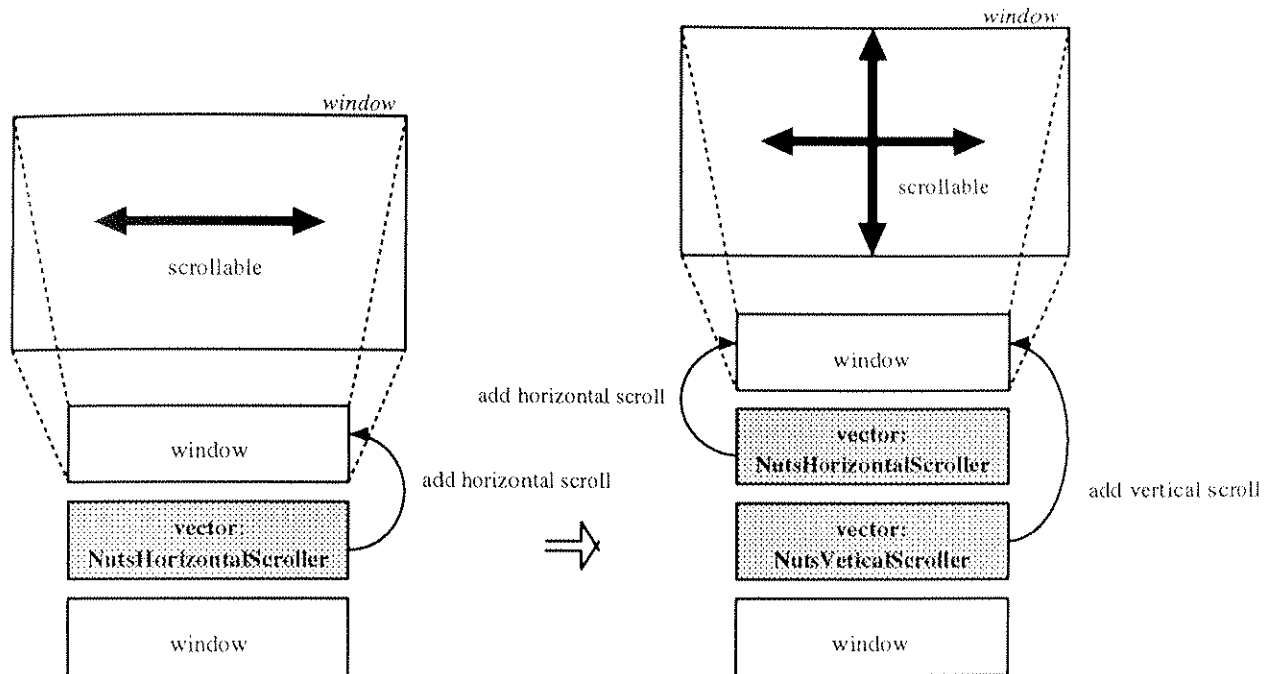 window
scrollable
window
add horizontal scroll
vector:
NutsHorizontalScroller
window
window
scrollable
window
add horizontal scroll
vector:
NutsHorizontalScroller
add vertical scroll
vector:
NutsVeticalScroller
window